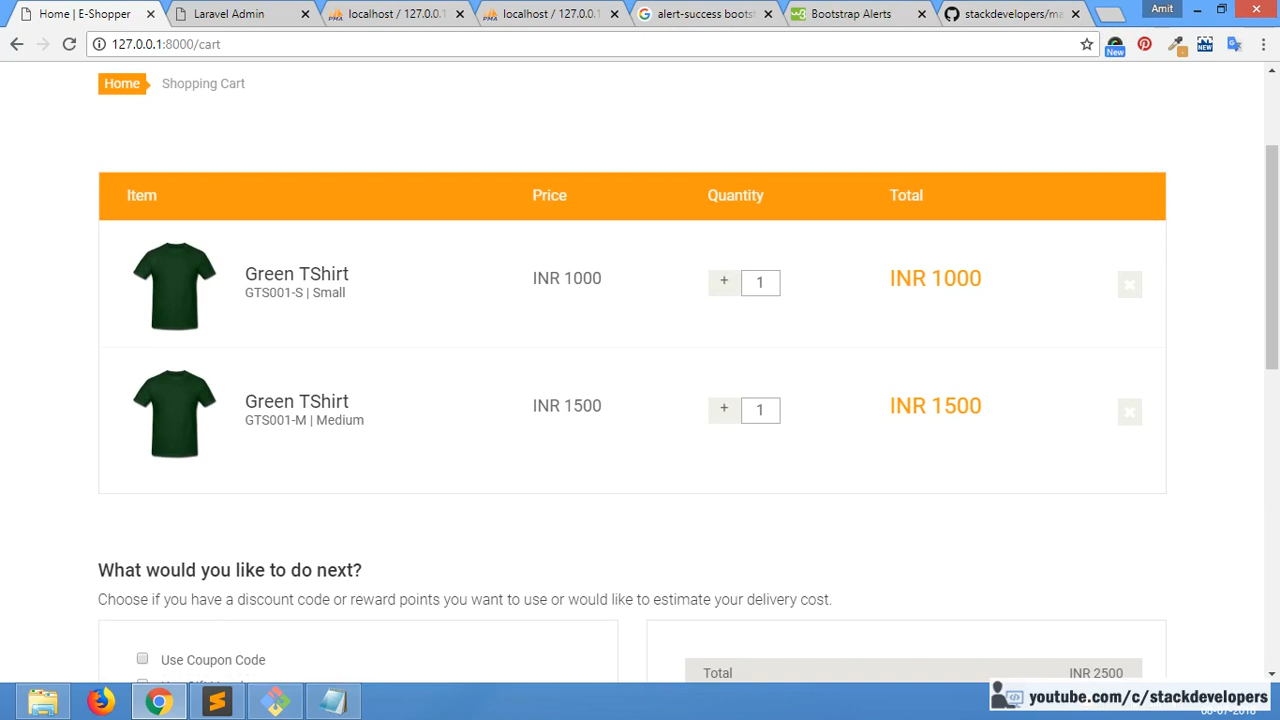 Home | E-Shopper
Laravel Admin
localhost / 127.0.0.1
localhost / 127.0.0.1
alert-success boots
Bootstrap Alerts
stackdevelopers/ma
Amit
127.0.0.1:8000/cart
New
NEW
Home Shopping Cart
Item Price Quantity Total
Green TShirt
GTS001-S | Small
INR 1000
+ 1
INR 1000
Green TShirt
GTS001-M | Medium
INR 1500
+ 1
INR 1500
What would you like to do next?
Choose if you have a discount code or reward points you want to use or would like to estimate your delivery cost.
Use Coupon Code
Total INR 2500
youtube.com/c/stackdevelopers